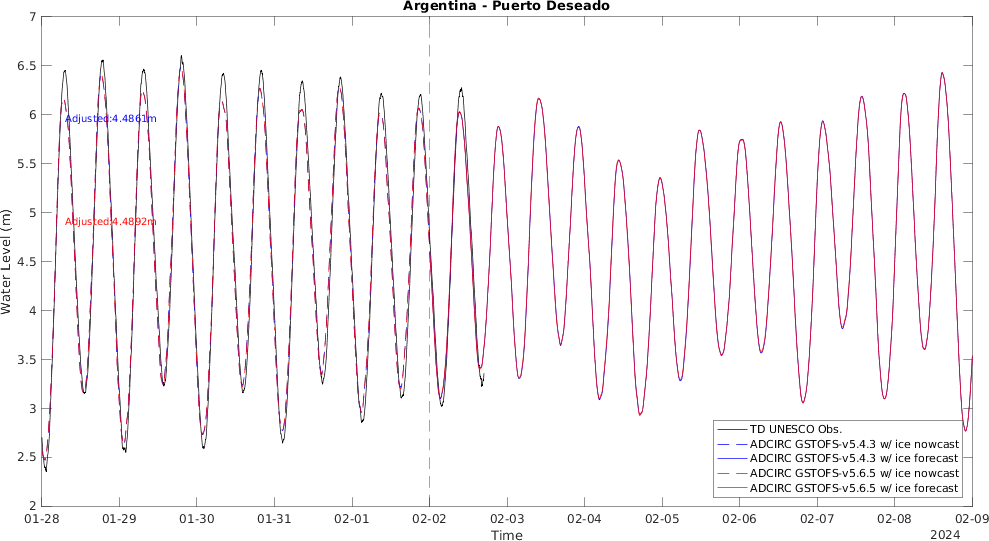 Argentina - Puerto Deseado
7
6.5
6
5.5
5
4.5
4
3.5
3
2.5
2
Water Level (m)
Adjusted:4.4861m
Adjusted:4.4892m
TD UNESCO Obs.
ADCIRC GSTOFS-v5.4.3 w/ ice nowcast
ADCIRC GSTOFS-v5.4.3 w/ ice forecast
ADCIRC GSTOFS-v5.6.5 w/ ice nowcast
ADCIRC GSTOFS-v5.6.5 w/ ice forecast
01-28 01-29 01-30 01-31 02-01 02-02 02-03 02-04 02-05 02-06 02-07 02-08 02-09
Time
2024